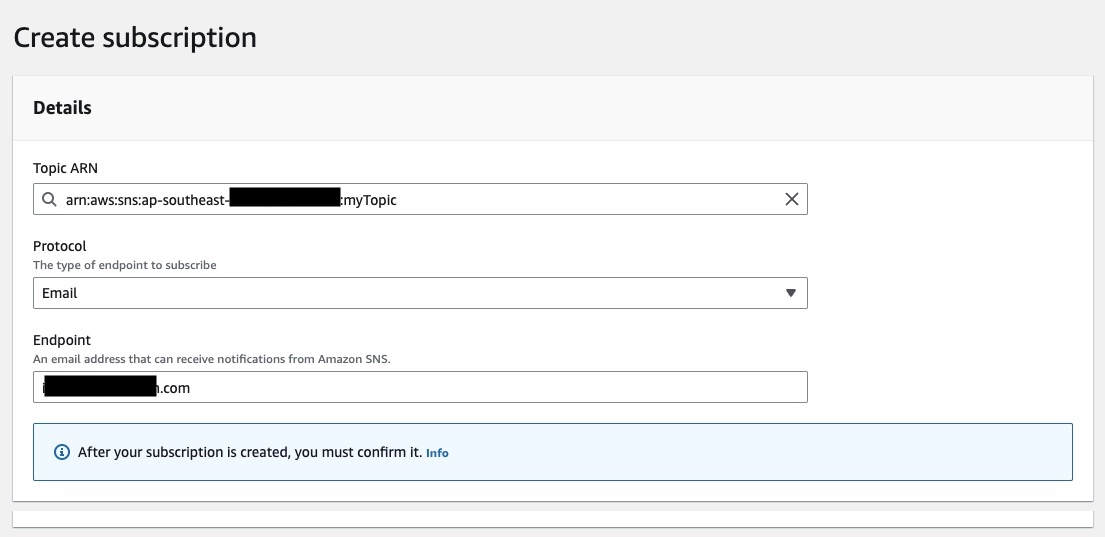 Create subscription
Details
Topic ARN
arn:aws:sns:ap-southeast- :myTopic
Protocol
The type of endpoint to subscribe
Email
Endpoint
An email address that can receive notifications from Amazon SNS.
i .com
After your subscription is created, you must confirm it. Info